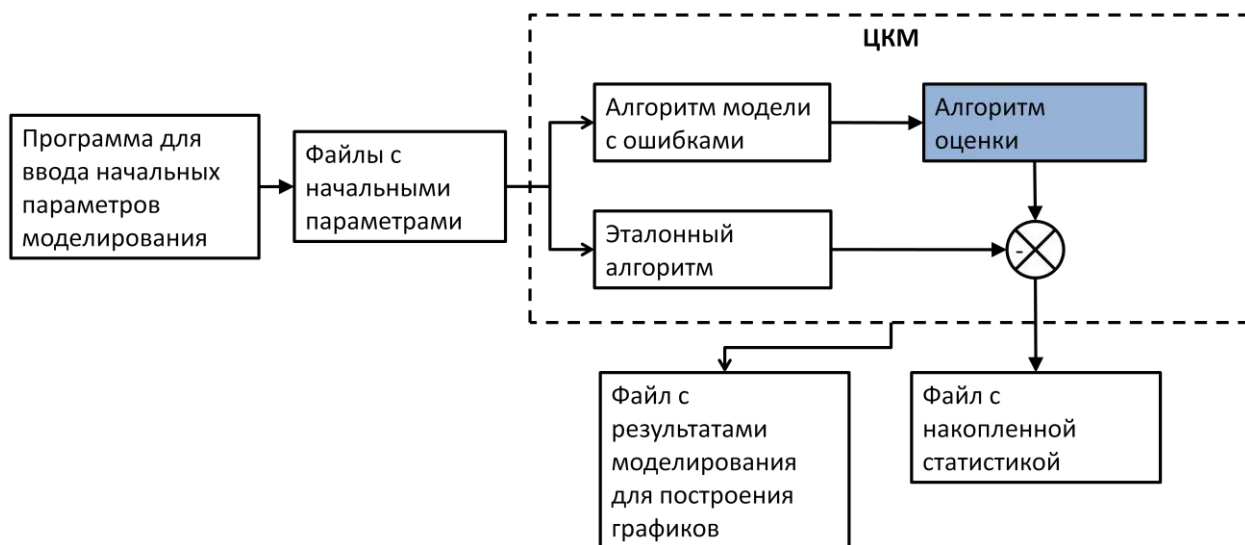 ЦКМ
Программа для
ввода начальных
параметров
моделирования
Файлы с
начальными
параметрами
Алгоритм модели
с ошибками
Алгоритм
оценки
Эталонный
алгоритм
-
Файл с
результатами
моделирования
для построения
графиков
Файл с
накопленной
статистикой